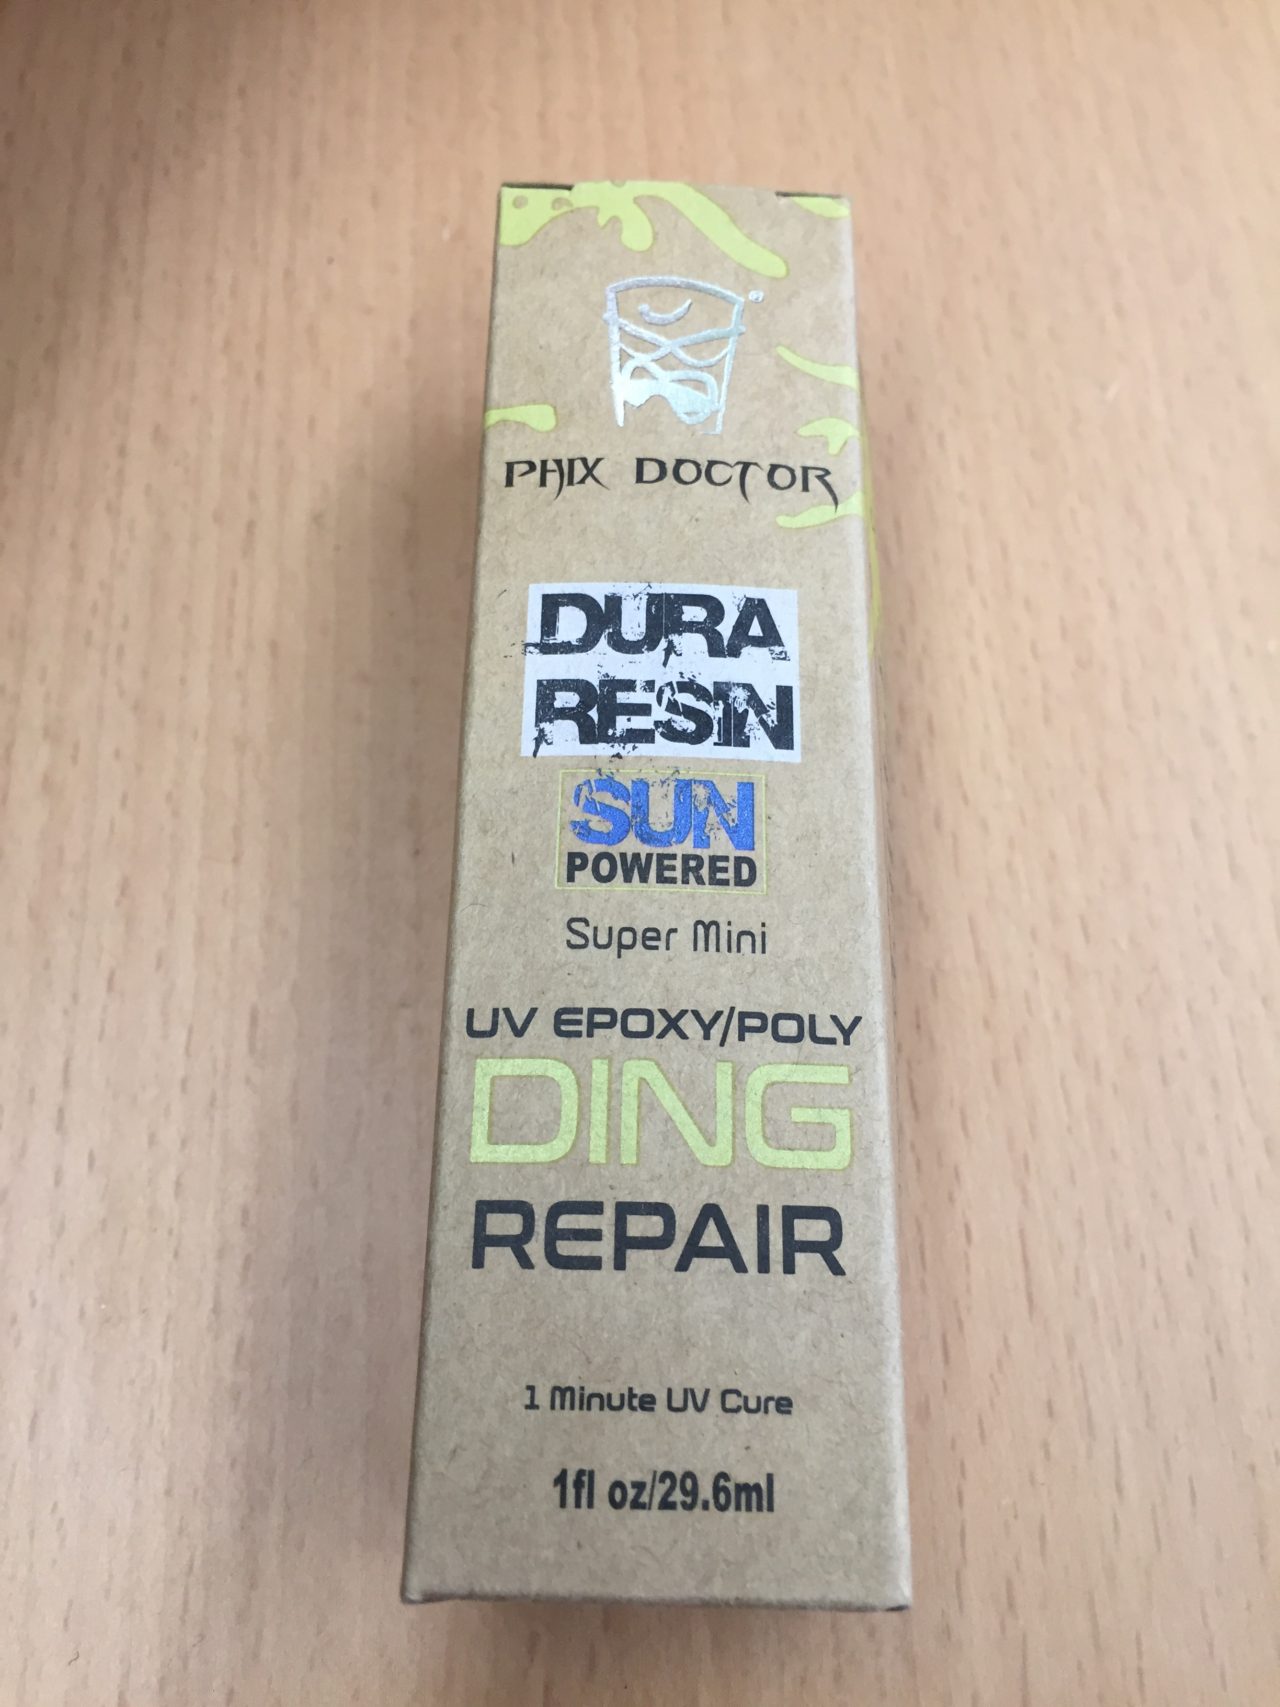 PHIX DOCTOR
DURA
RESIN
SUN
POWERED
Super Mini
UV EPOXY/POLY
DING
REPAIR
1 Minute UV Cure
1fl oz/29.6ml